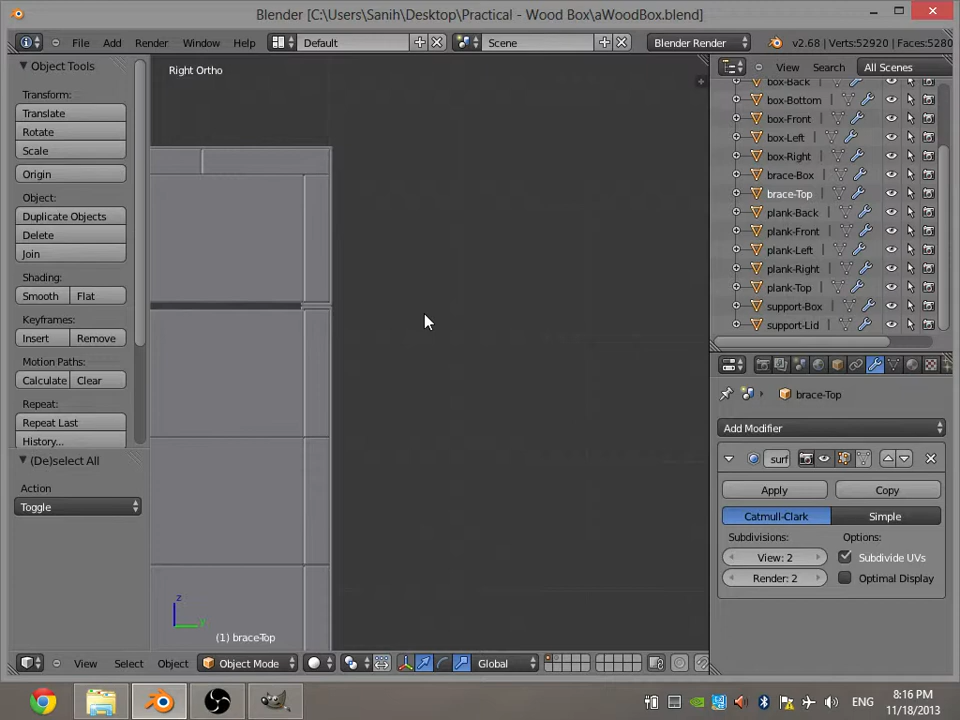 Blender [C:\Users\Sanih\Desktop\Practical - Wood Box\aWoodBox.blend]
File Add Render Window Help Default Scene Blender Render v2.68 | Verts:52920 | Faces:5280
Object Tools
Transform:
Translate
Rotate
Scale
Origin
Object:
Duplicate Objects
Delete
Join
Shading:
Smooth Flat
Keyframes:
Insert Remove
Motion Paths:
Calculate Clear
Repeat:
Repeat Last
History...
(De)select All
Action
Toggle
Right Ortho
z
y
(1) brace-Top
View Select Object Object Mode Global
View Search All Scenes
box-Back
box-Bottom
box-Front
box-Left
box-Right
brace-Box
brace-Top
plank-Back
plank-Front
plank-Left
plank-Right
plank-Top
support-Box
support-Lid
brace-Top
Add Modifier
surf
Apply Copy
Catmull-Clark Simple
Subdivisions: Options:
View: 2 Subdivide UVs
Render: 2 Optimal Display
ENG
8:16 PM
11/18/2013